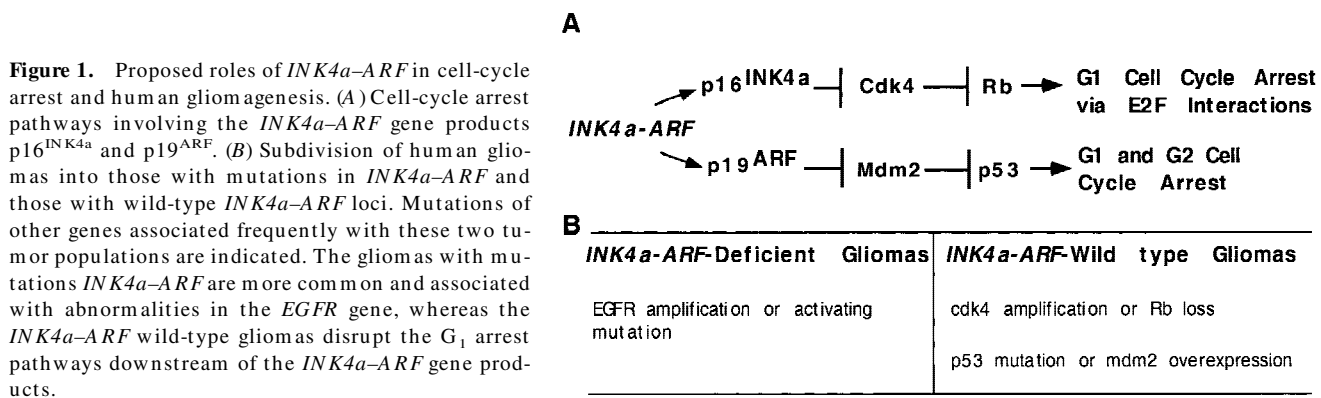 Figure 1. Proposed roles of INK4a–ARF in cell-cycle
arrest and human gliomagenesis. (A) Cell-cycle arrest
pathways involving the INK4a–ARF gene products
p16INK4a and p19ARF. (B) Subdivision of human glio-
mas into those with mutations in INK4a–ARF and
those with wild-type INK4a–ARF loci. Mutations of
other genes associated frequently with these two tu-
mor populations are indicated. The gliomas with mu-
tations INK4a–ARF are more common and associated
with abnormalities in the EGFR gene, whereas the
INK4a–ARF wild-type gliomas disrupt the G1 arrest
pathways downstream of the INK4a–ARF gene prod-
ucts.
A
INK4a-ARF
p16INK4a Cdk4 Rb G1 Cell Cycle Arrest
via E2F Interactions
p19ARF Mdm2 p53 G1 and G2 Cell
Cycle Arrest
B
INK4a-ARF-Deficient Gliomas
EGFR amplification or activating
mutation
INK4a-ARF-Wild type Gliomas
cdk4 amplification or Rb loss
p53 mutation or mdm2 overexpression